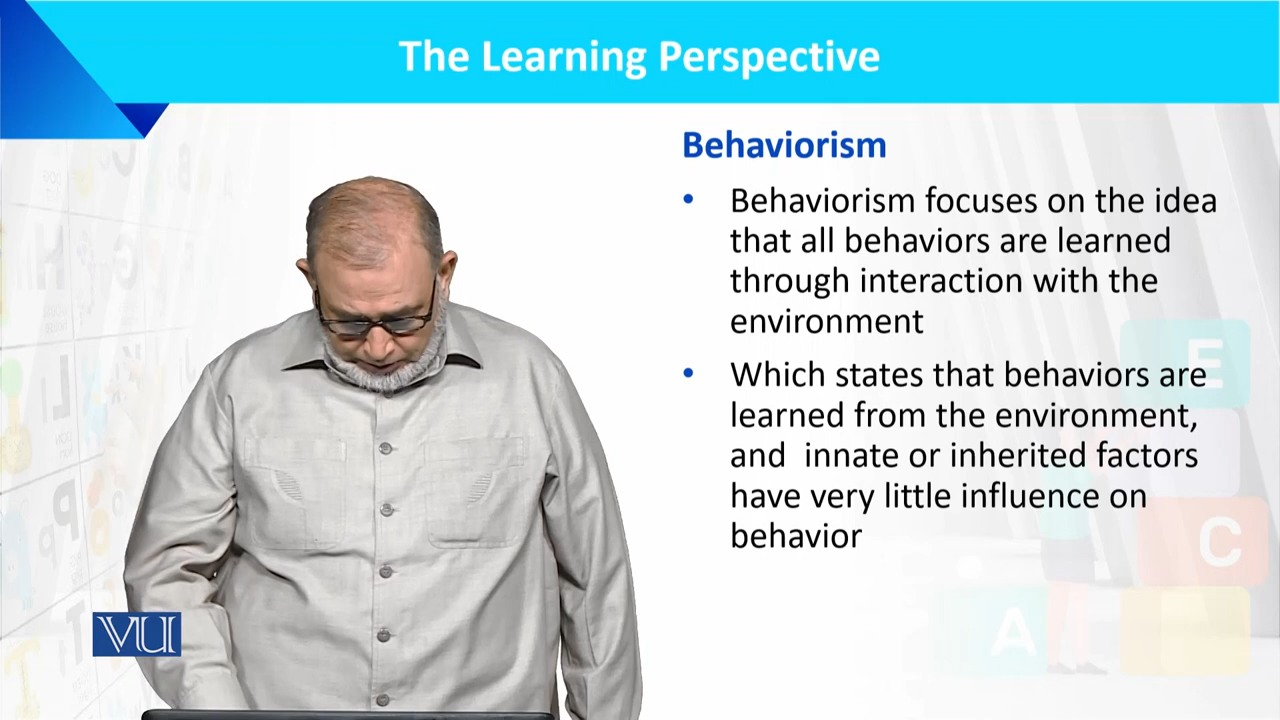 The Learning Perspective
Behaviorism
• Behaviorism focuses on the idea
that all behaviors are learned
through interaction with the
environment
• Which states that behaviors are
learned from the environment,
and  innate or inherited factors
have very little influence on
behavior
VU
E
C
A